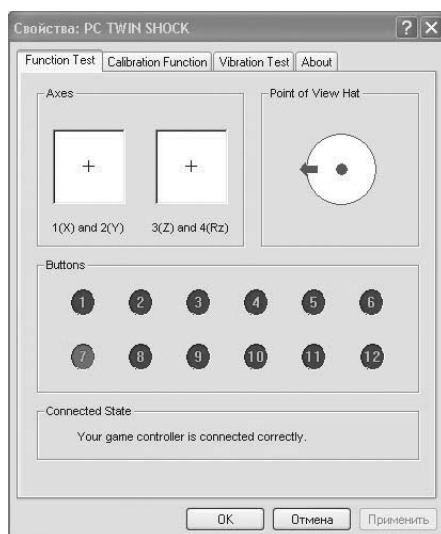 Свойства: PC TWIN SHOCK
Function Test Calibration Function Vibration Test About
Axes
Point of View Hat
1(X) and 2(Y) 3(Z) and 4(Rz)
Buttons
1 2 3 4 5 6
7 8 9 10 11 12
Connected State
Your game controller is connected correctly.
OK Отмена Применить